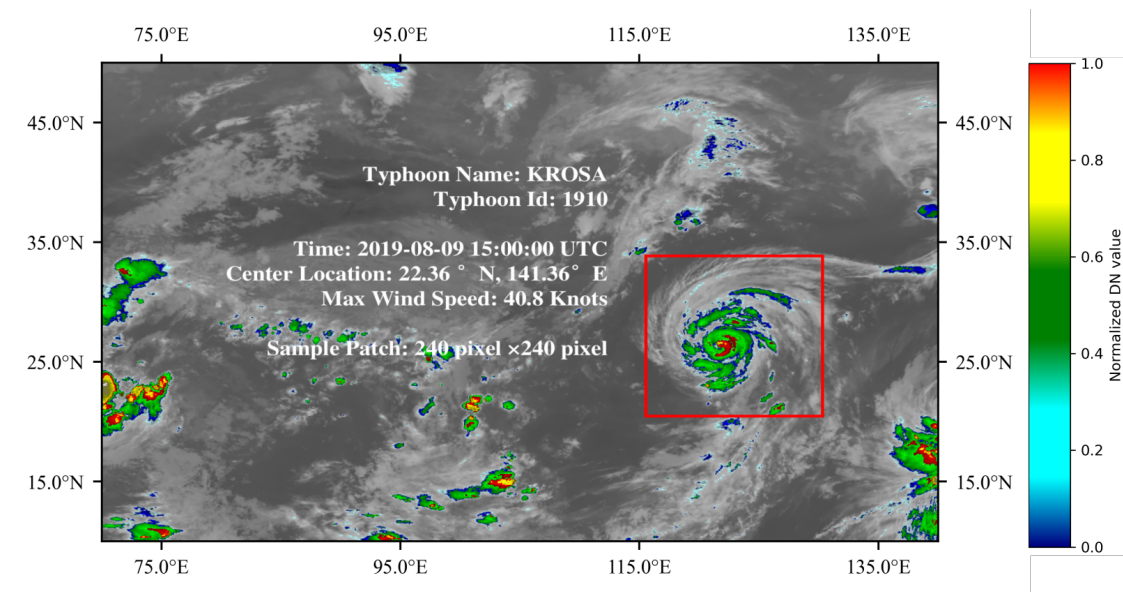 75.0°E 95.0°E 115.0°E 135.0°E
1.0
45.0°N 45.0°N
0.8
Typhoon Name: KROSA
Typhoon Id: 1910
35.0°N 35.0°N
Time: 2019-08-09 15:00:00 UTC
0.6
Center Location: 22.36 ° N, 141.36° E
Max Wind Speed: 40.8 Knots
Normalized DN value
Sample Patch: 240 pixel ×240 pixel
0.4
25.0°N 25.0°N
0.2
15.0°N 15.0°N
0.0
75.0°E 95.0°E 115.0°E 135.0°E